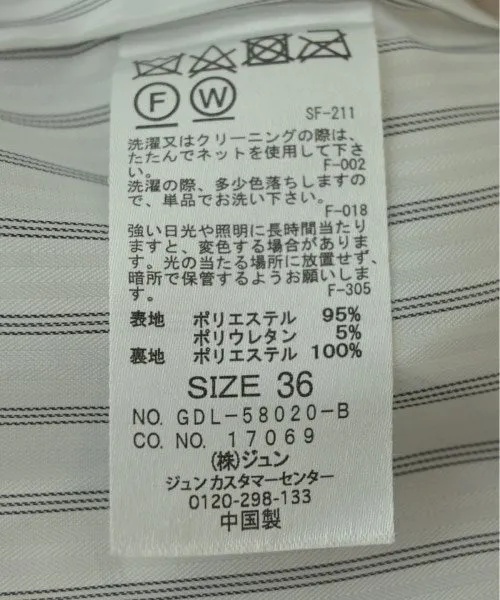 F W
SF-211
洗濯又はクリーニングの際は、
たたんでネットを使用して下さ
い。 F-002
洗濯の際、多少色落ちしますの
で、単品でお洗い下さい。
F-018
強い日光や照明に長時間当たり
ますと、変色する場合がありま
す。光の当たる場所に放置せず、
暗所で保管するようお願いしま
す。 F-305
表地 ポリエステル 95%
ポリウレタン 5%
裏地 ポリエステル 100%
SIZE 36
NO. GDL-58020-B
CO. NO. 17069
(株)ジュン
ジュンカスタマーセンター
0120-298-133
中国製